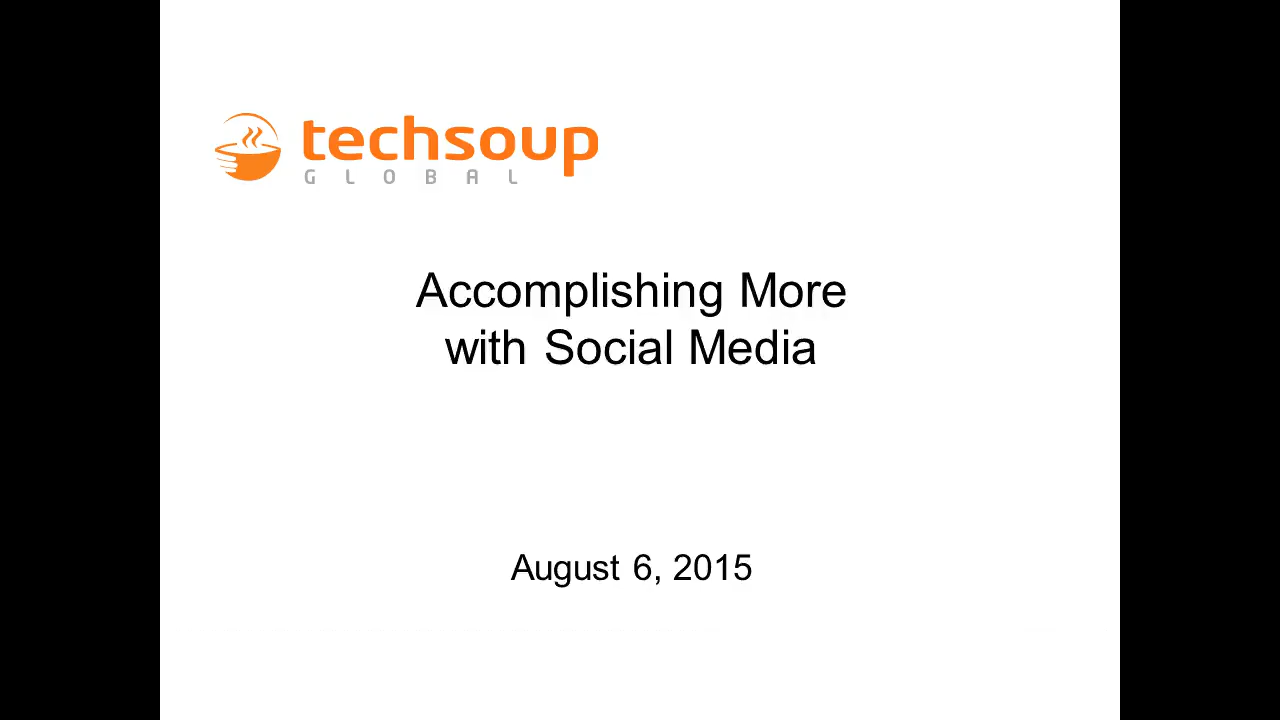 techsoup
GLOBAL
Accomplishing More
with Social Media
August 6, 2015